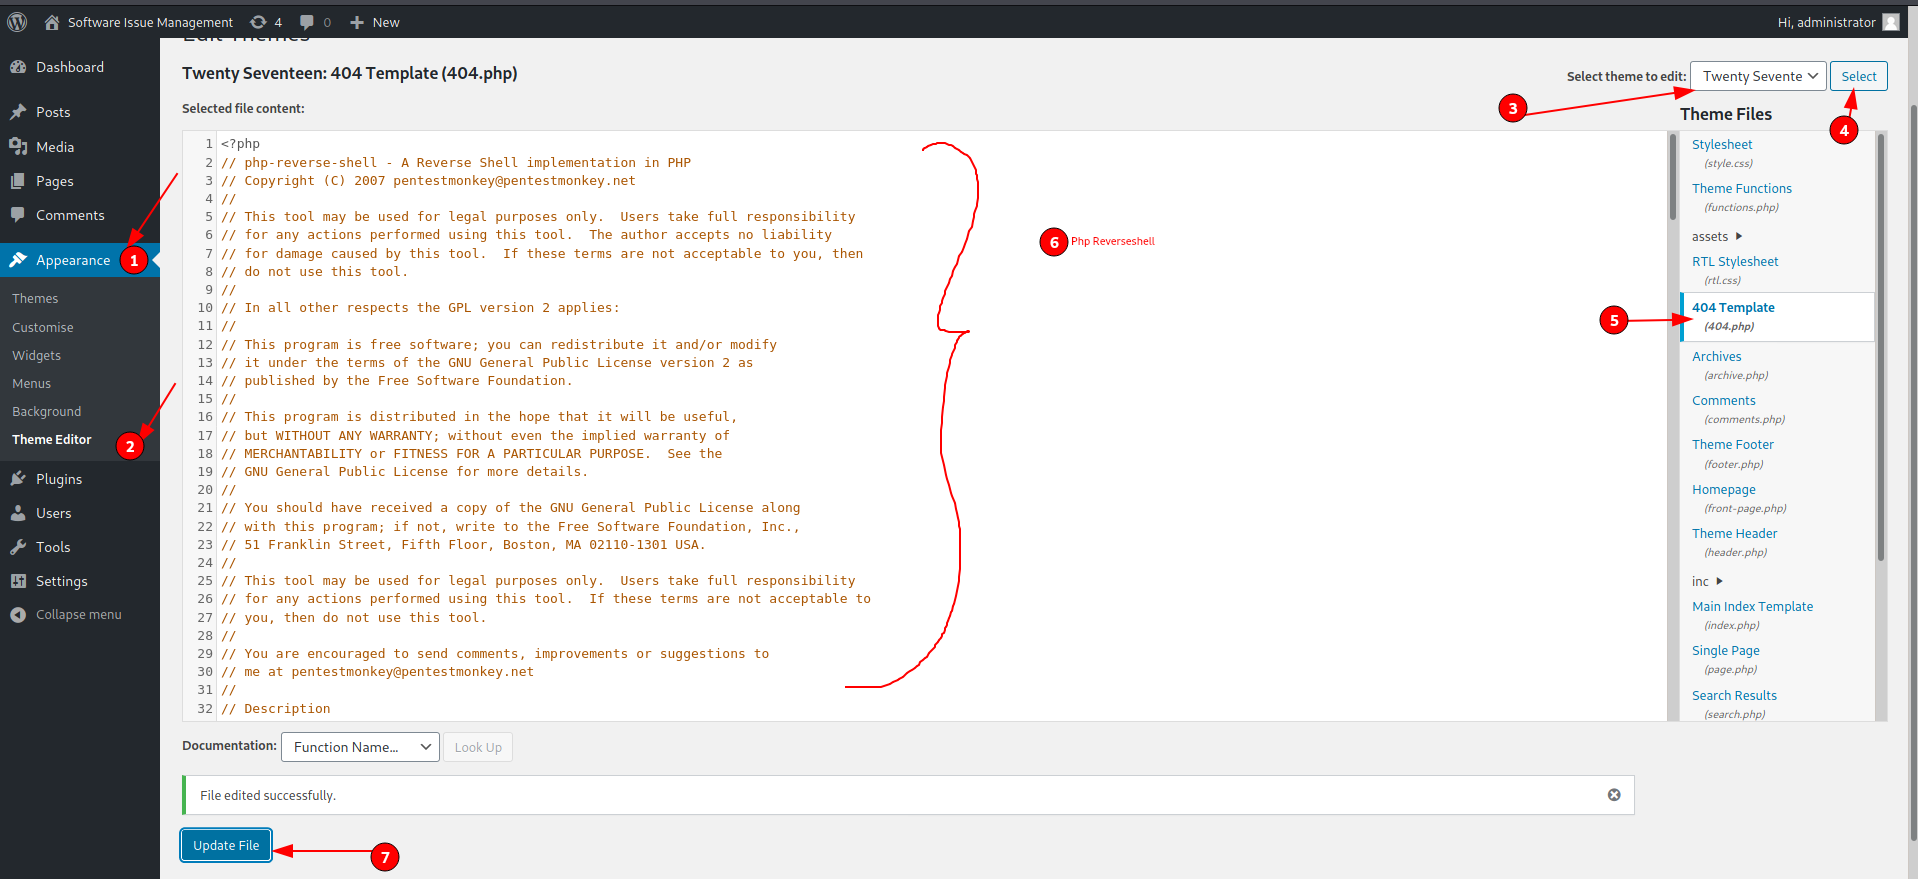 Software Issue Management 4 0 New Hi, administrator
Dashboard
Posts
Media
Pages
Comments
Appearance 1
Themes
Customise
Widgets
Menus
Background
Theme Editor 2
Plugins
Users
Tools
Settings
Collapse menu
Edit Themes
Twenty Seventeen: 404 Template (404.php)
Select theme to edit: Twenty Sevente Select
3
4
Selected file content:
1 <?php
2 // php-reverse-shell - A Reverse Shell implementation in PHP
3 // Copyright (C) 2007 pentestmonkey@pentestmonkey.net
4 //
5 // This tool may be used for legal purposes only.  Users take full responsibility
6 // for any actions performed using this tool.  The author accepts no liability
7 // for damage caused by this tool.  If these terms are not acceptable to you, then
8 // do not use this tool.
9 //
10 // In all other respects the GPL version 2 applies:
11 //
12 // This program is free software; you can redistribute it and/or modify
13 // it under the terms of the GNU General Public License version 2 as
14 // published by the Free Software Foundation.
15 //
16 // This program is distributed in the hope that it will be useful,
17 // but WITHOUT ANY WARRANTY; without even the implied warranty of
18 // MERCHANTABILITY or FITNESS FOR A PARTICULAR PURPOSE.  See the
19 // GNU General Public License for more details.
20 //
21 // You should have received a copy of the GNU General Public License along
22 // with this program; if not, write to the Free Software Foundation, Inc.,
23 // 51 Franklin Street, Fifth Floor, Boston, MA 02110-1301 USA.
24 //
25 // This tool may be used for legal purposes only.  Users take full responsibility
26 // for any actions performed using this tool.  If these terms are not acceptable to
27 // you, then do not use this tool.
28 //
29 // You are encouraged to send comments, improvements or suggestions to
30 // me at pentestmonkey@pentestmonkey.net
31 //
32 // Description
6 Php Reverseshell
Theme Files
Stylesheet
(style.css)
Theme Functions
(functions.php)
assets
RTL Stylesheet
(rtl.css)
5
404 Template
(404.php)
Archives
(archive.php)
Comments
(comments.php)
Theme Footer
(footer.php)
Homepage
(front-page.php)
Theme Header
(header.php)
inc
Main Index Template
(index.php)
Single Page
(page.php)
Search Results
(search.php)
Documentation: Function Name... Look Up
File edited successfully.
Update File 7